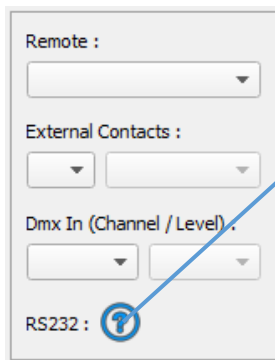 Remote :
External Contacts :
Dmx In (Channel / Level) :
RS232 : ?